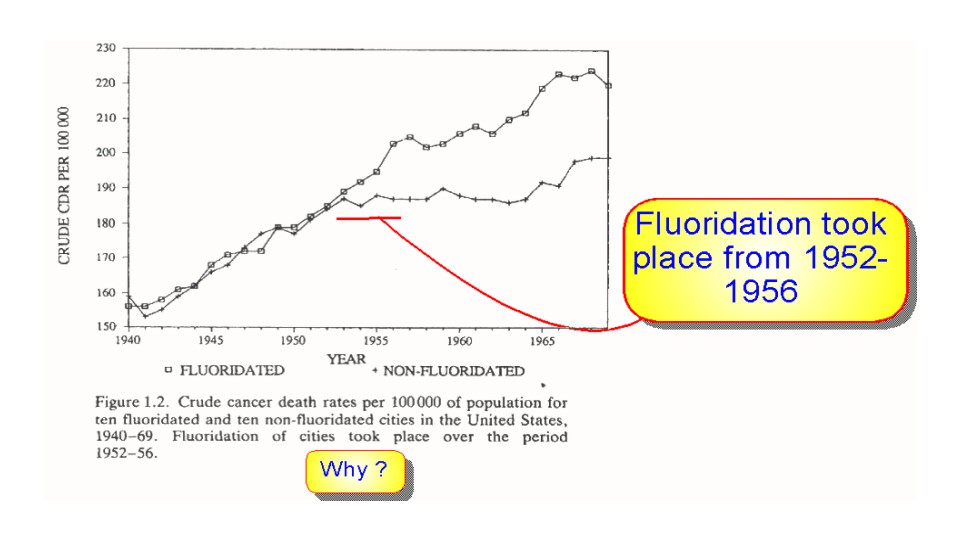 230
220
210
200
190
180
170
160
150
CRUDE CDR PER 100 000
1940
1945
1950
1955
1960
1965
YEAR
FLUORIDATED
+ NON-FLUORIDATED
Fluoridation took
place from 1952-
1956
Figure 1.2. Crude cancer death rates per 100 000 of population for
ten fluoridated and ten non-fluoridated cities in the United States,
1940–69. Fluoridation of cities took place over the period
1952–56.
Why ?